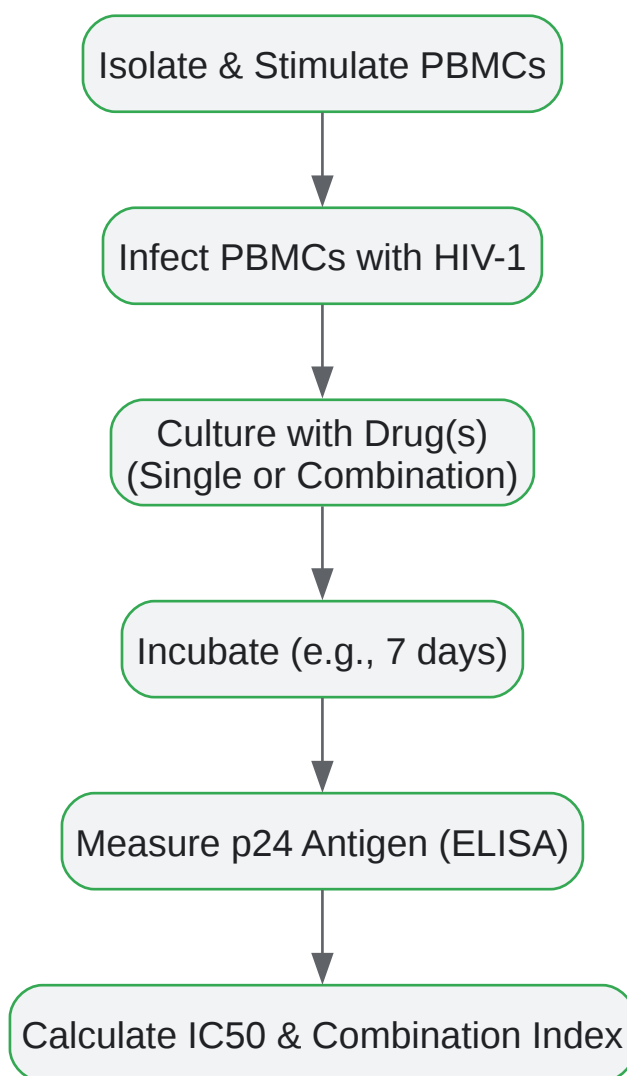 Isolate & Stimulate PBMCs
Infect PBMCs with HIV-1
Culture with Drug(s)
(Single or Combination)
Incubate (e.g., 7 days)
Measure p24 Antigen (ELISA)
Calculate IC50 & Combination Index